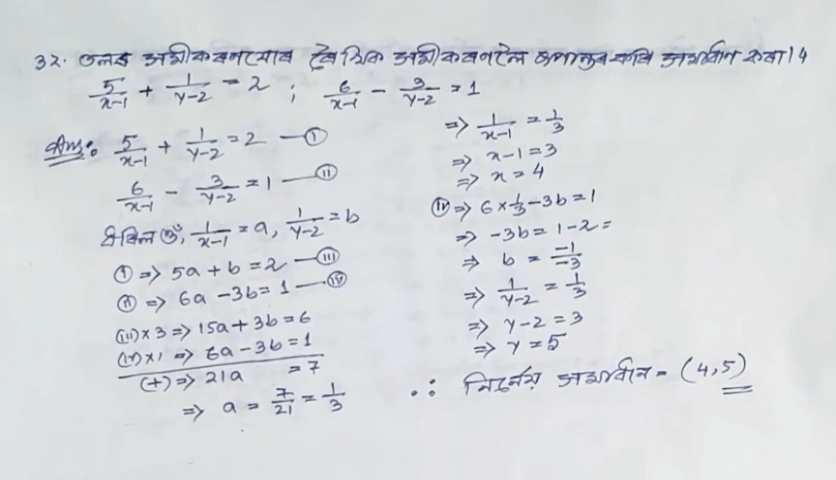 32. তলৰ সমীকৰণযোৰ ৰৈখিক সমীকৰণলৈ ৰূপান্তৰ কৰি সমাধান কৰা। 4
5/(x-1) + 1/(y-2) = 2 ; 6/(x-1) - 3/(y-2) = 1
Ans: 5/(x-1) + 1/(y-2) = 2 — (i)
6/(x-1) - 3/(y-2) = 1 — (ii)
ধৰিলোঁ, 1/(x-1) = a, 1/(y-2) = b
(i) ⇒ 5a + b = 2 — (iii)
(ii) ⇒ 6a - 3b = 1 — (iv)
(iii) × 3 ⇒ 15a + 3b = 6
(iv) × 1 ⇒ 6a - 3b = 1
(+) ⇒ 21a = 7
⇒ a = 7/21 = 1/3
⇒ 1/(x-1) = 1/3
⇒ x-1 = 3
⇒ x = 4
(iv) ⇒ 6 × 1/3 - 3b = 1
⇒ -3b = 1 - 2 =
⇒ b = -1/-3
⇒ 1/(y-2) = 1/3
⇒ y-2 = 3
⇒ y = 5
∴ নিৰ্ণেয় সমাধান = (4,5)